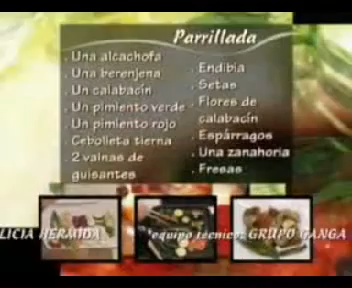 Parrillada
. Una alcachofa
. Una berenjena
. Un calabacín
. Un pimiento verde
. Un pimiento rojo
. Cebolleta tierna
. 2 vainas de
guisantes
. Endibia
. Setas
. Flores de
calabacín
. Espárragos
. Una zanahoria
. Fresas
LICIA HERMIDA equipo técnico: GRUPO GANGA